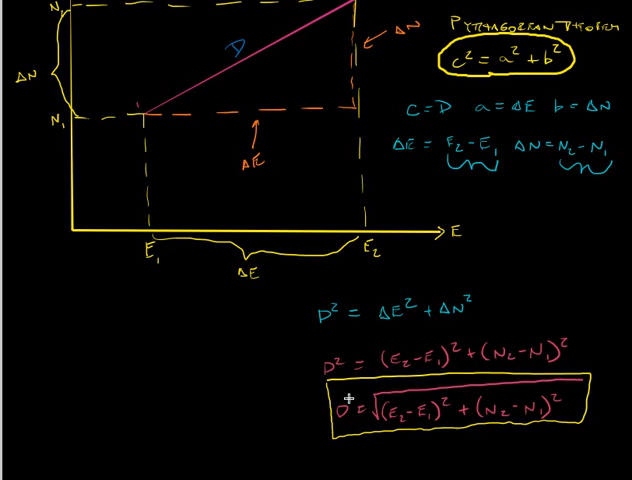 N₂
ΔN
D
ΔN
PYTHAGOREAN THEOREM
c² = a² + b²
N₁
ΔE
C = D a = ΔE b = ΔN
ΔE = E₂ - E₁ ΔN = N₂ - N₁
E
E₁
E₂
ΔE
D² = ΔE² + ΔN²
D² = (E₂-E₁)² + (N₂-N₁)²
D = √(E₂-E₁)² + (N₂-N₁)²